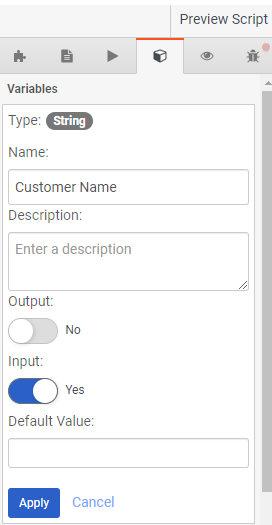 Preview Script
Variables
Type: String
Name:
Customer Name
Description:
Enter a description
Output:
No
Input:
Yes
Default Value:
Apply Cancel